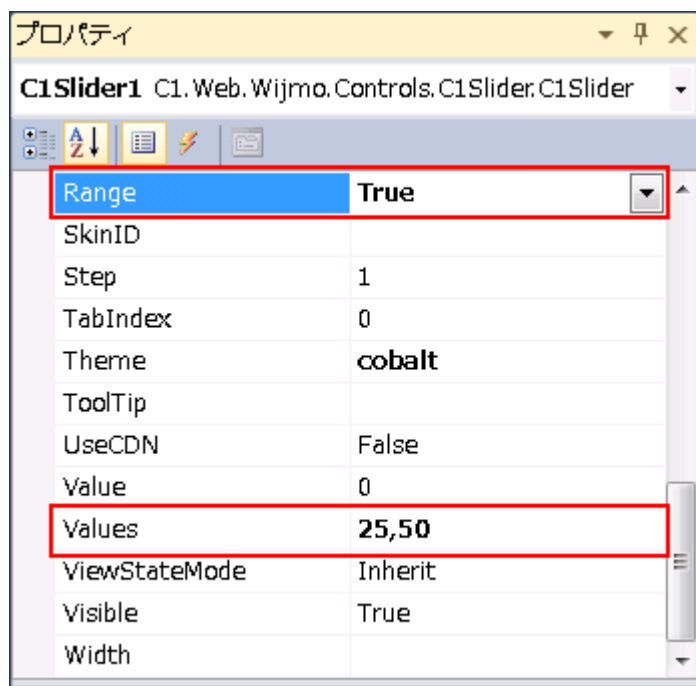 プロパティ
C1Slider1 C1.Web.Wijmo.Controls.C1Slider.C1Slider
A Z
Range True
SkinID
Step 1
TabIndex 0
Theme cobalt
ToolTip
UseCDN False
Value 0
Values 25,50
ViewStateMode Inherit
Visible True
Width